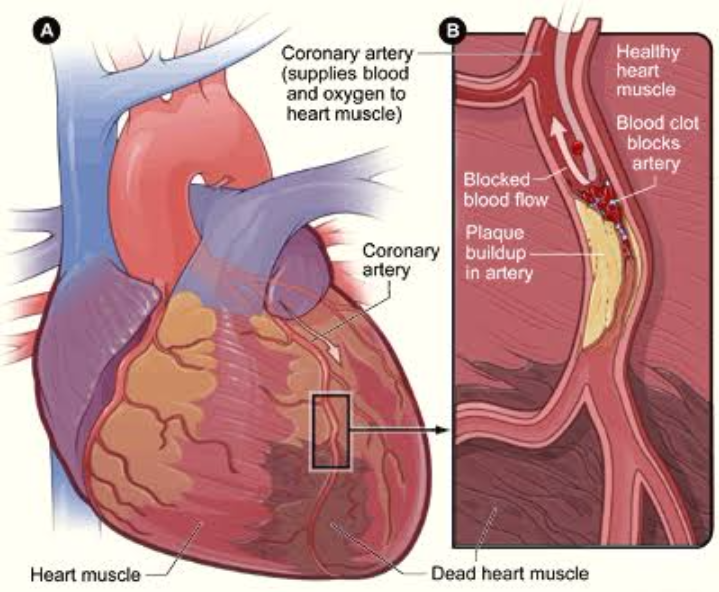 A
Coronary artery
(supplies blood
and oxygen to
heart muscle)
Coronary
artery
Heart muscle
Dead heart muscle
B
Healthy
heart
muscle
Blood clot
blocks
artery
Blocked
blood flow
Plaque
buildup
in artery